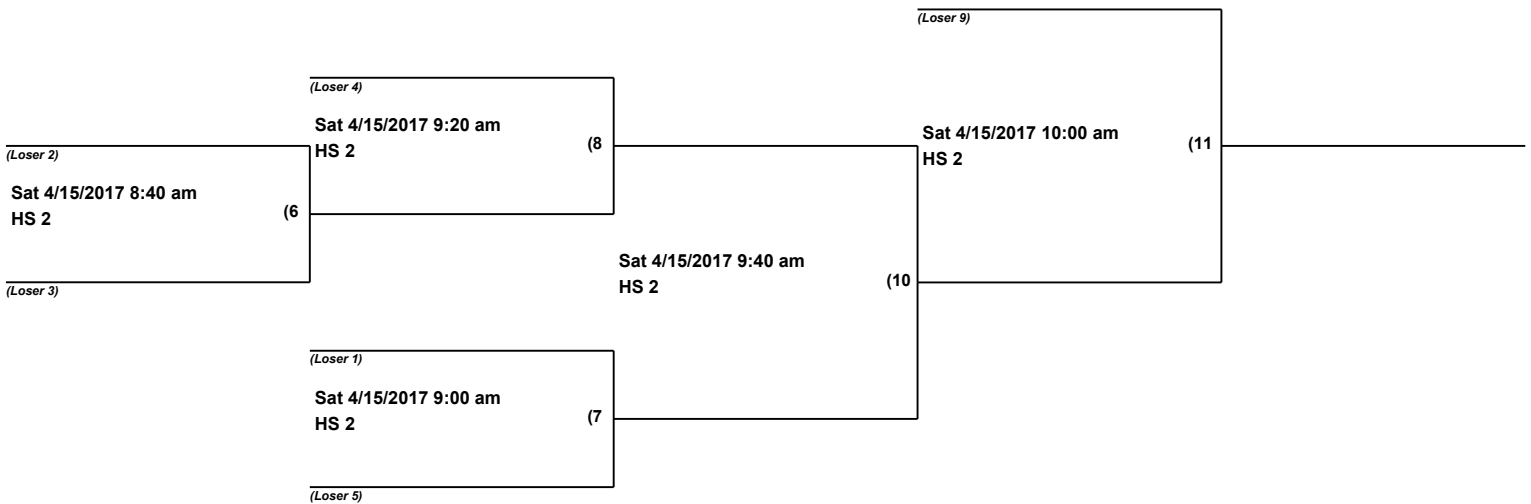 (Loser 9)
(Loser 4)
Sat 4/15/2017 9:20 am
HS 2
(8
Sat 4/15/2017 10:00 am
HS 2
(11
(Loser 2)
Sat 4/15/2017 8:40 am
HS 2
(6
(Loser 3)
Sat 4/15/2017 9:40 am
HS 2
(10
(Loser 1)
Sat 4/15/2017 9:00 am
HS 2
(7
(Loser 5)